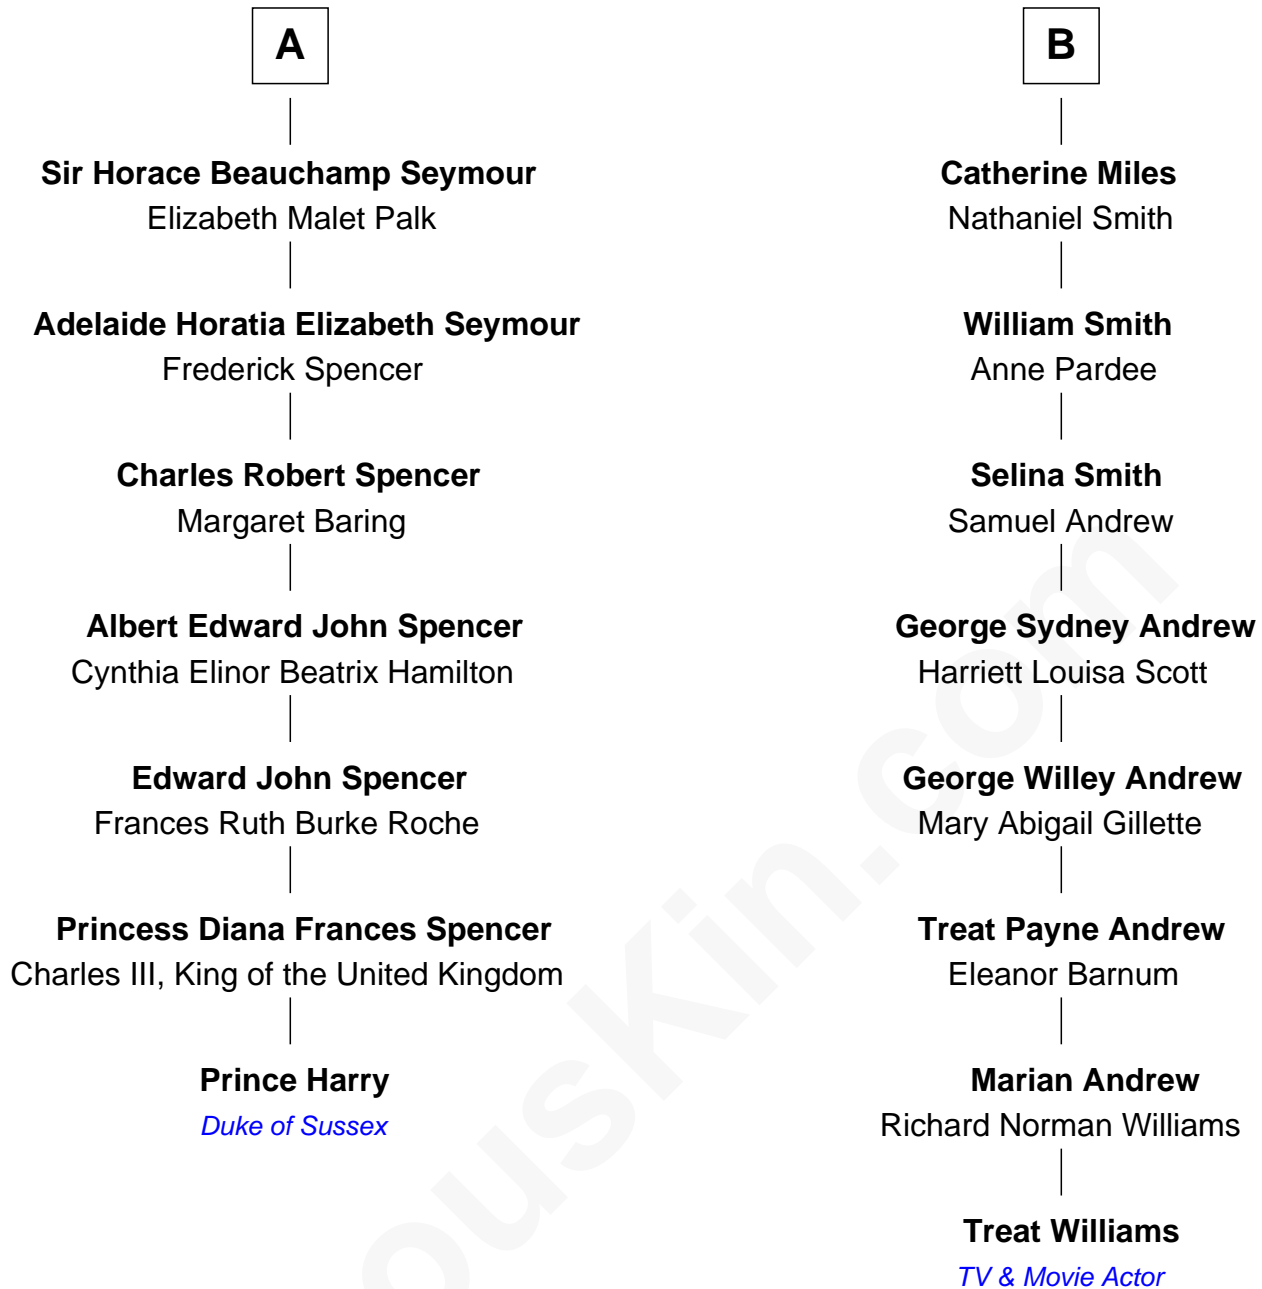 A
Sir Horace Beauchamp Seymour
Elizabeth Malet Palk
Adelaide Horatia Elizabeth Seymour
Frederick Spencer
Charles Robert Spencer
Margaret Baring
Albert Edward John Spencer
Cynthia Elinor Beatrix Hamilton
Edward John Spencer
Frances Ruth Burke Roche
Princess Diana Frances Spencer
Charles III, King of the United Kingdom
Prince Harry
Duke of Sussex
B
Catherine Miles
Nathaniel Smith
William Smith
Anne Pardee
Selina Smith
Samuel Andrew
George Sydney Andrew
Harriett Louisa Scott
George Willey Andrew
Mary Abigail Gillette
Treat Payne Andrew
Eleanor Barnum
Marian Andrew
Richard Norman Williams
Treat Williams
TV & Movie Actor
ousKin.com